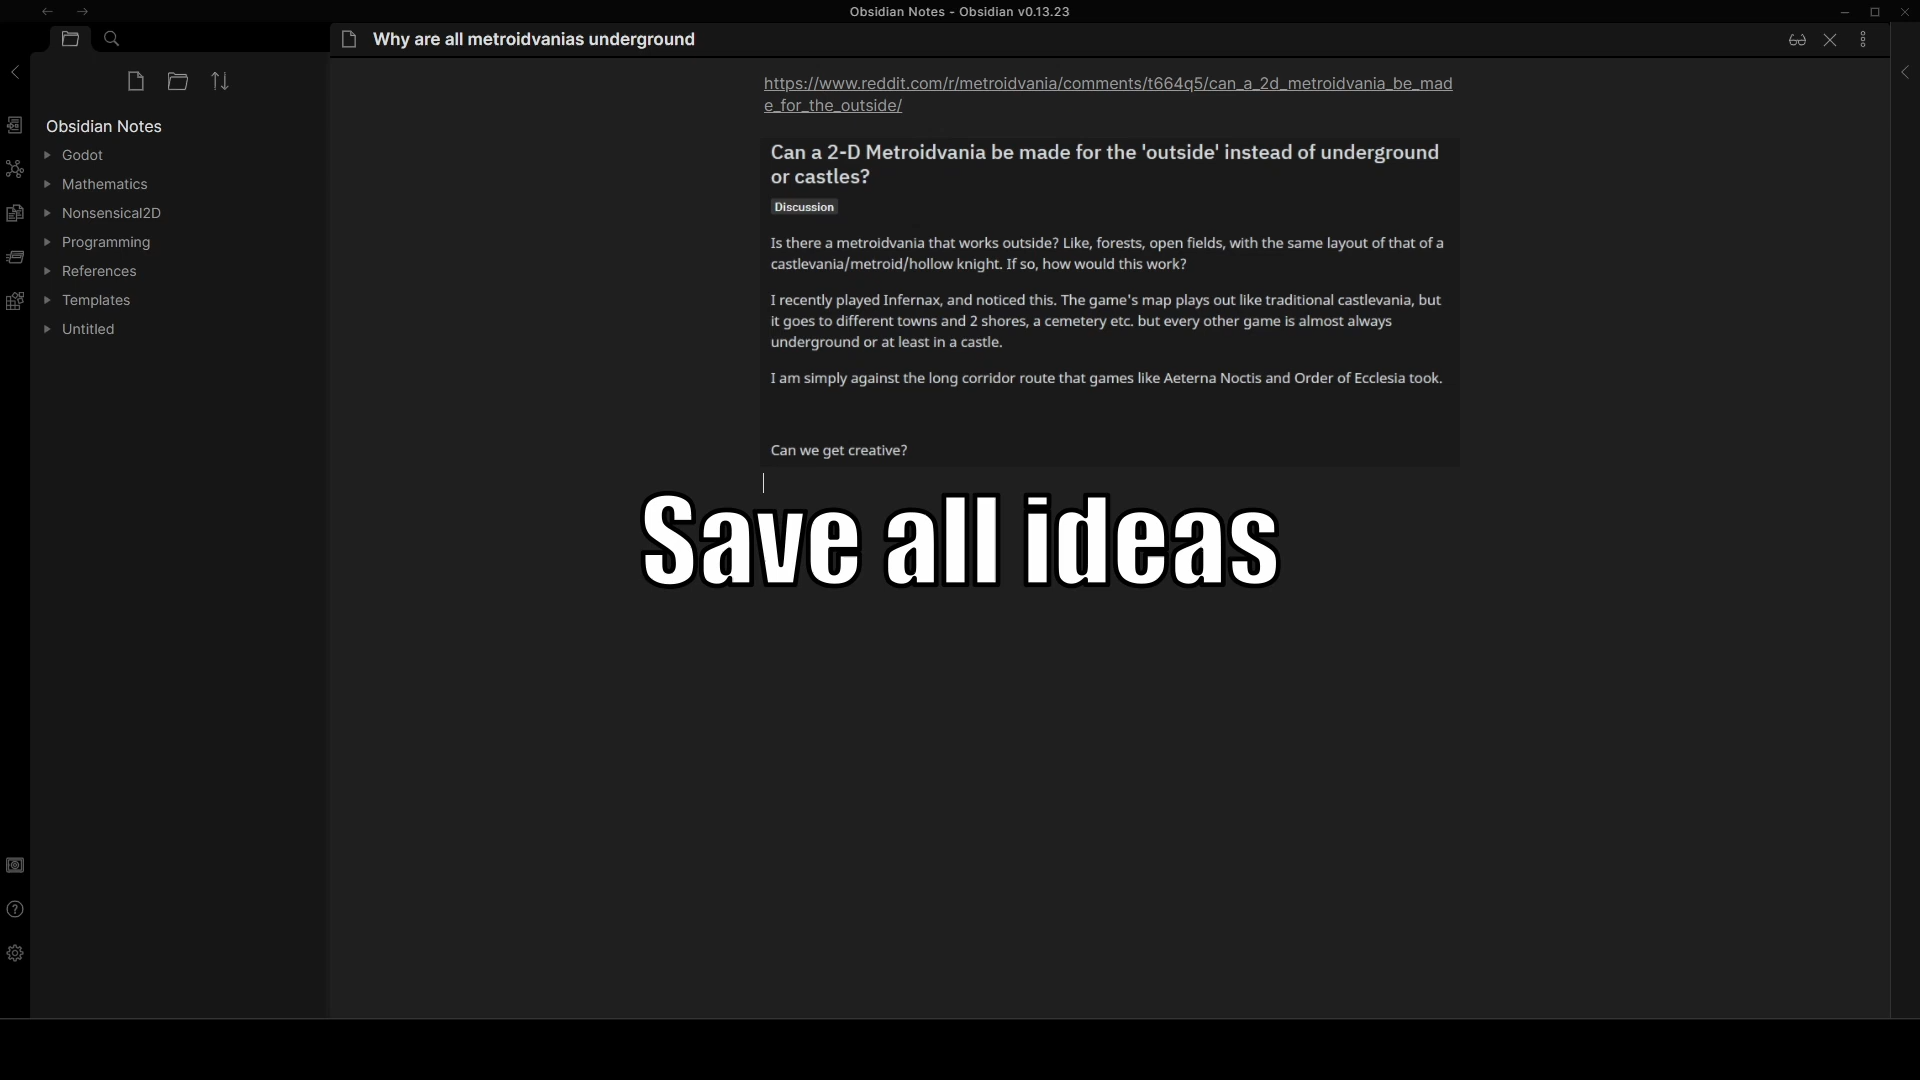 Obsidian Notes - Obsidian v0.13.23
Why are all metroidvanias underground
Obsidian Notes
Godot
Mathematics
Nonsensical2D
Programming
References
Templates
Untitled
https://www.reddit.com/r/metroidvania/comments/t664q5/can_a_2d_metroidvania_be_mad
e_for_the_outside/
Can a 2-D Metroidvania be made for the 'outside' instead of underground
or castles?
Discussion
Is there a metroidvania that works outside? Like, forests, open fields, with the same layout of that of a
castlevania/metroid/hollow knight. If so, how would this work?
I recently played Infernax, and noticed this. The game's map plays out like traditional castlevania, but
it goes to different towns and 2 shores, a cemetery etc. but every other game is almost always
underground or at least in a castle.
I am simply against the long corridor route that games like Aeterna Noctis and Order of Ecclesia took.
Can we get creative?
Save all ideas